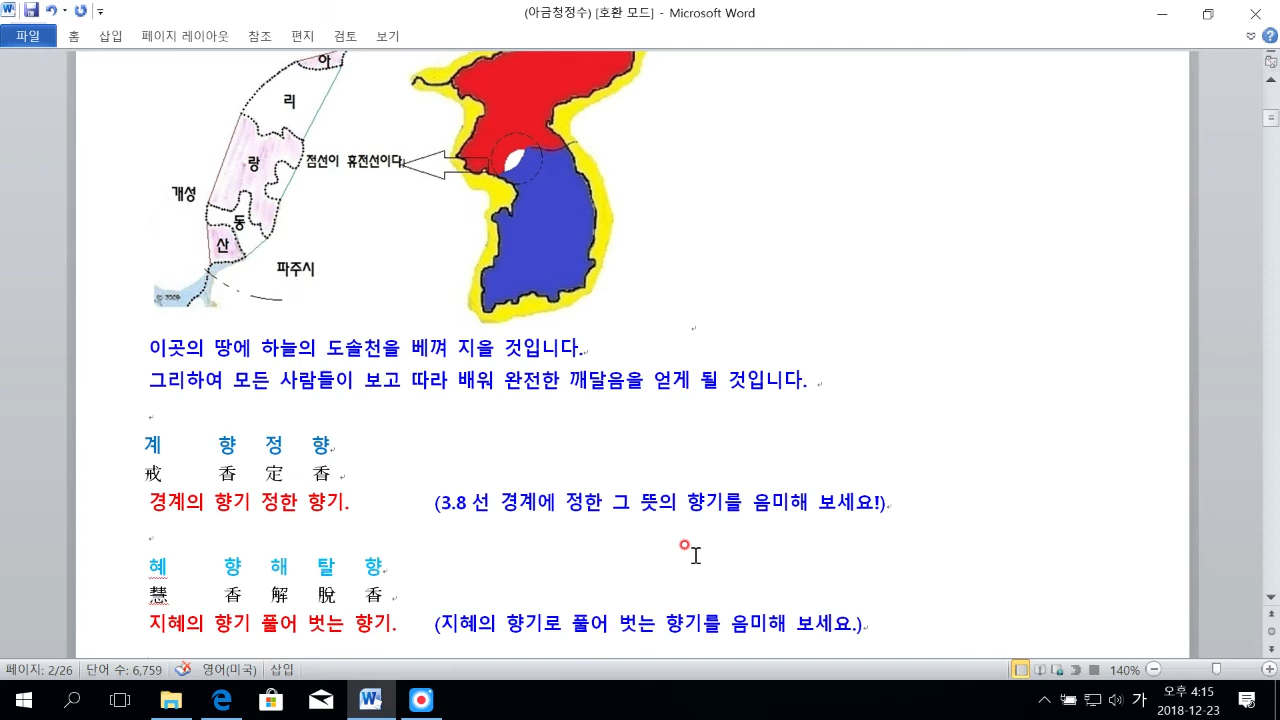 (아금청정수) [호환 모드] - Microsoft Word
파일 홈 삽입 페이지 레이아웃 참조 편지 검토 보기
아
리
랑
동
산
개성
파주시
© 2009
점선이 휴전선이다
이곳의 땅에 하늘의 도솔천을 베껴 지을 것입니다.
그리하여 모든 사람들이 보고 따라 배워 완전한 깨달음을 얻게 될 것입니다.
계 향 정 향
戒 香 定 香
경계의 향기 정한 향기. (3.8 선 경계에 정한 그 뜻의 향기를 음미해 보세요!)
혜 향 해 탈 향
慧 香 解 脫 香
지혜의 향기 풀어 벗는 향기. (지혜의 향기로 풀어 벗는 향기를 음미해 보세요.)
페이지: 2/26 단어 수: 6,759 영어(미국) 삽입 140%
가 오후 4:15
2018-12-23